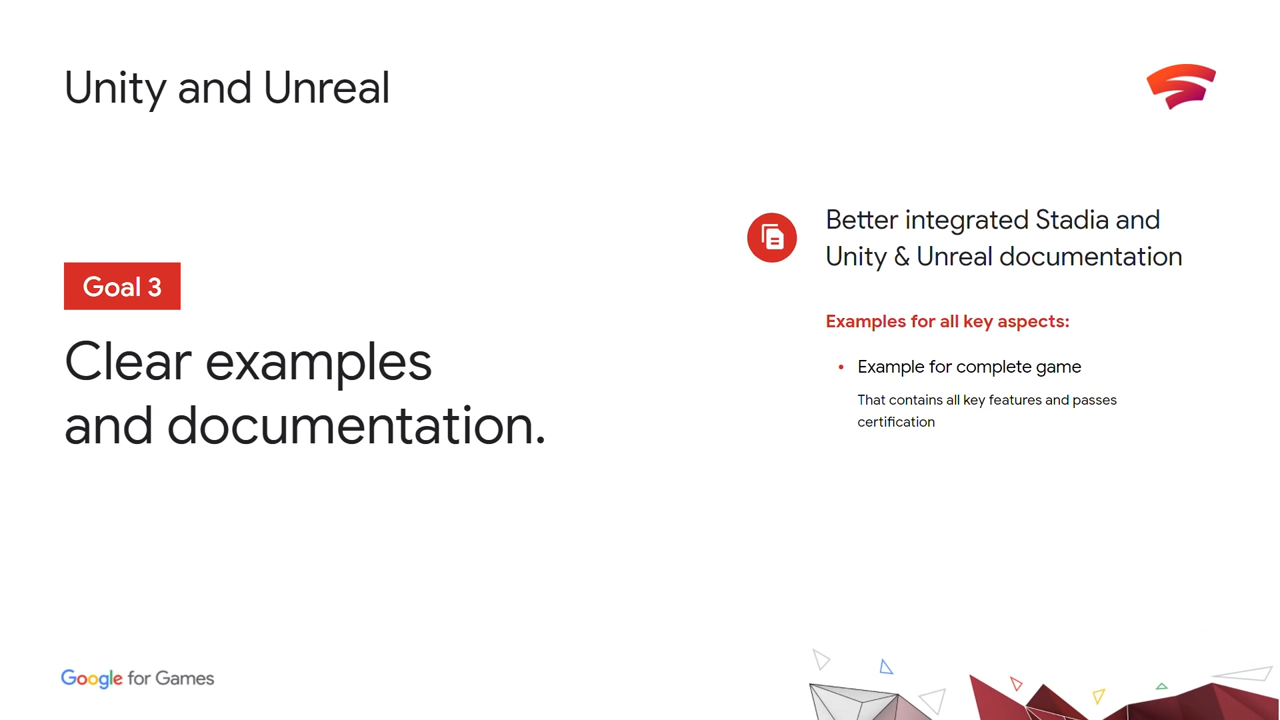 Unity and Unreal
Goal 3
Clear examples
and documentation.
Better integrated Stadia and
Unity & Unreal documentation
Examples for all key aspects:
• Example for complete game
That contains all key features and passes
certification
Google for Games